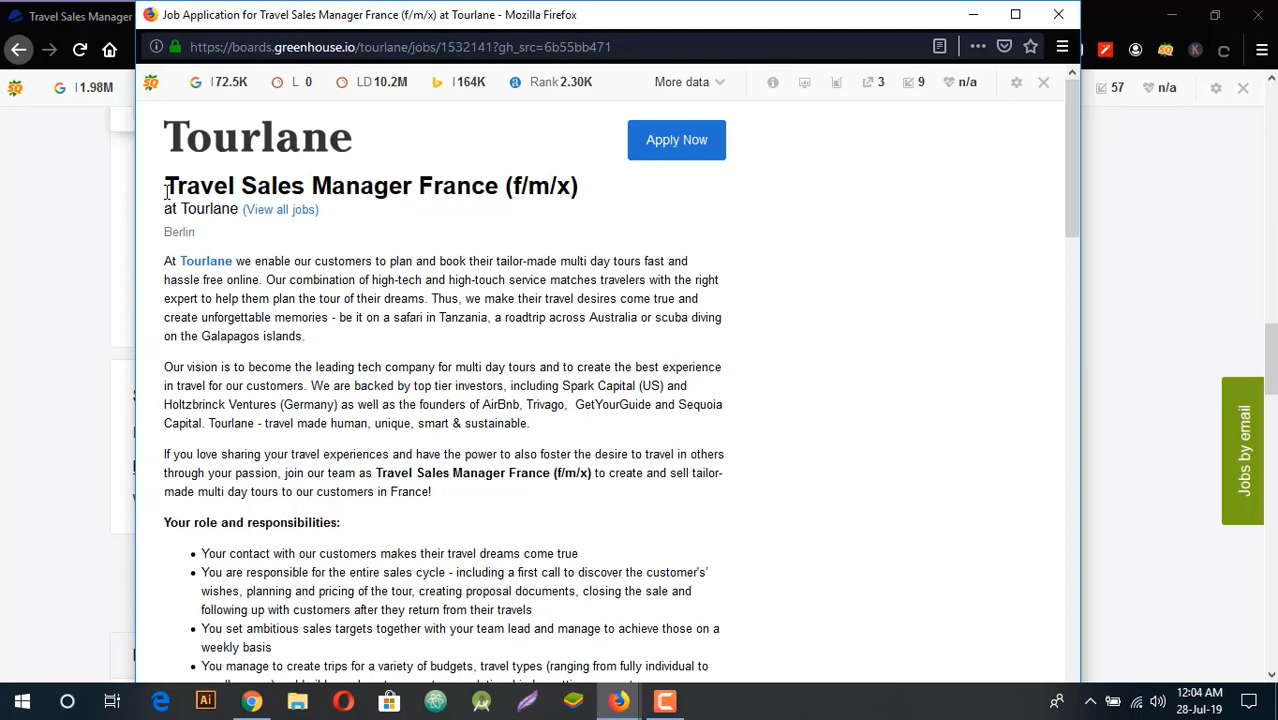 Travel Sales Manager
Job Application for Travel Sales Manager France (f/m/x) at Tourlane - Mozilla Firefox
https://boards.greenhouse.io/tourlane/jobs/1532141?gh_src=6b55bb471
I 1.98M
I 72.5K L 0 LD 10.2M I 164K Rank 2.30K More data 3 9 n/a
57 n/a
Tourlane
Apply Now
Travel Sales Manager France (f/m/x)
at Tourlane (View all jobs)
Berlin
At Tourlane we enable our customers to plan and book their tailor-made multi day tours fast and
hassle free online. Our combination of high-tech and high-touch service matches travelers with the right
expert to help them plan the tour of their dreams. Thus, we make their travel desires come true and
create unforgettable memories - be it on a safari in Tanzania, a roadtrip across Australia or scuba diving
on the Galapagos islands.
Our vision is to become the leading tech company for multi day tours and to create the best experience
in travel for our customers. We are backed by top tier investors, including Spark Capital (US) and
Holtzbrinck Ventures (Germany) as well as the founders of AirBnb, Trivago, GetYourGuide and Sequoia
Capital. Tourlane - travel made human, unique, smart & sustainable.
If you love sharing your travel experiences and have the power to also foster the desire to travel in others
through your passion, join our team as Travel Sales Manager France (f/m/x) to create and sell tailor-
made multi day tours to our customers in France!
Your role and responsibilities:
• Your contact with our customers makes their travel dreams come true
• You are responsible for the entire sales cycle - including a first call to discover the customer's'
wishes, planning and pricing of the tour, creating proposal documents, closing the sale and
following up with customers after they return from their travels
• You set ambitious sales targets together with your team lead and manage to achieve those on a
weekly basis
• You manage to create trips for a variety of budgets, travel types (ranging from fully individual to
Jobs by email
12:04 AM
28-Jul-19